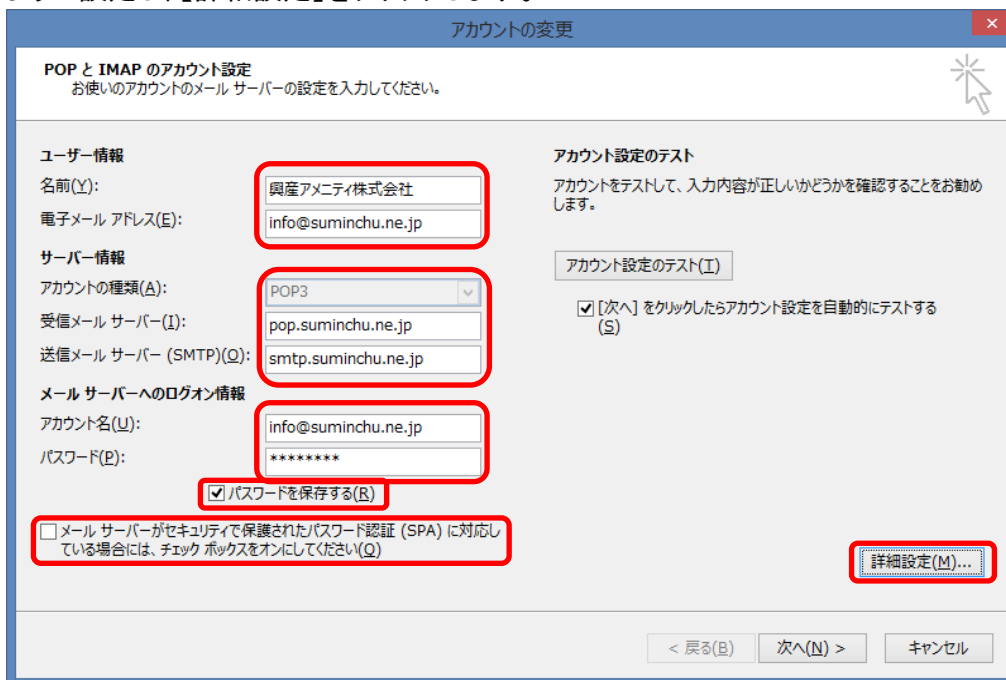 アカウントの変更
POP と IMAP のアカウント設定
お使いのアカウントのメール サーバーの設定を入力してください。
ユーザー情報
名前(Y):
興産アメニティ株式会社
電子メール アドレス(E):
info@suminchu.ne.jp
サーバー情報
アカウントの種類(A):
POP3
受信メール サーバー(I):
pop.suminchu.ne.jp
送信メール サーバー (SMTP)(O):
smtp.suminchu.ne.jp
メール サーバーへのログオン情報
アカウント名(U):
info@suminchu.ne.jp
パスワード(P):
********
パスワードを保存する(R)
メール サーバーがセキュリティで保護されたパスワード認証 (SPA) に対応し
ている場合には、チェック ボックスをオンにしてください(Q)
アカウント設定のテスト
アカウントをテストして、入力内容が正しいかどうかを確認することをお勧め
します。
アカウント設定のテスト(T)
[次へ] をクリックしたらアカウント設定を自動的にテストする
(S)
詳細設定(M)...
< 戻る(B)
次へ(N) >
キャンセル